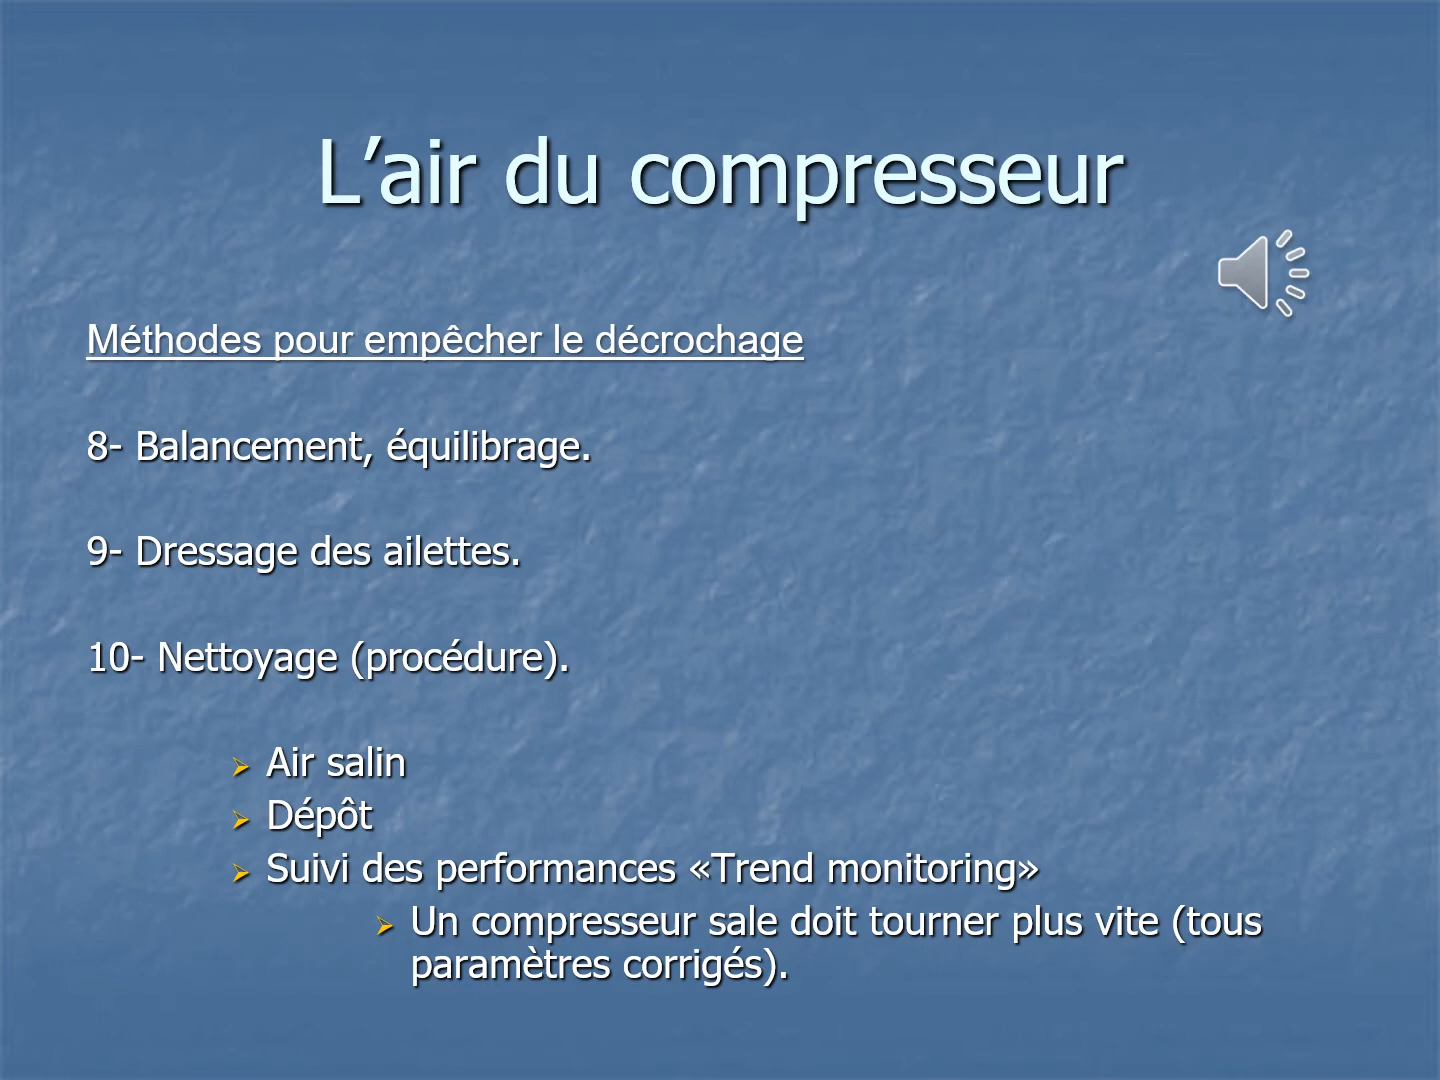 L’air du compresseur
Méthodes pour empêcher le décrochage
8- Balancement, équilibrage.
9- Dressage des ailettes.
10- Nettoyage (procédure).
Air salin
Dépôt
Suivi des performances «Trend monitoring»
Un compresseur sale doit tourner plus vite (tous
paramètres corrigés).